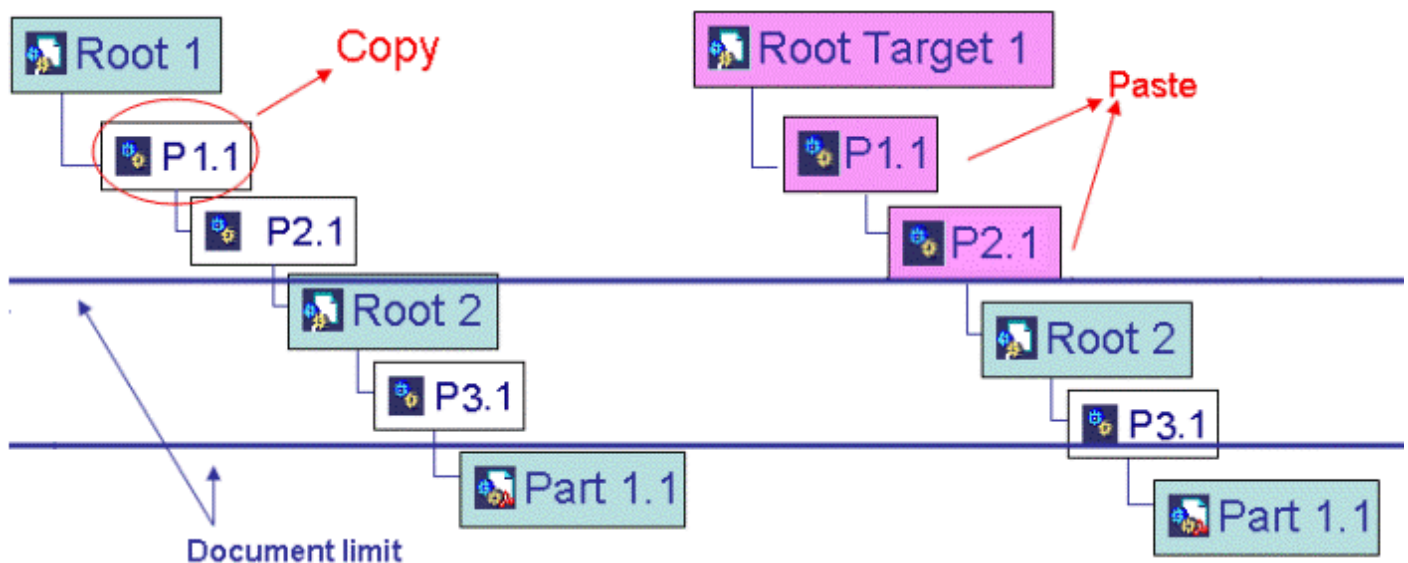 Root 1
Copy
P1.1
P2.1
Root 2
P3.1
Part 1.1
Document limit
Root Target 1
Paste
P1.1
P2.1
Root 2
P3.1
Part 1.1